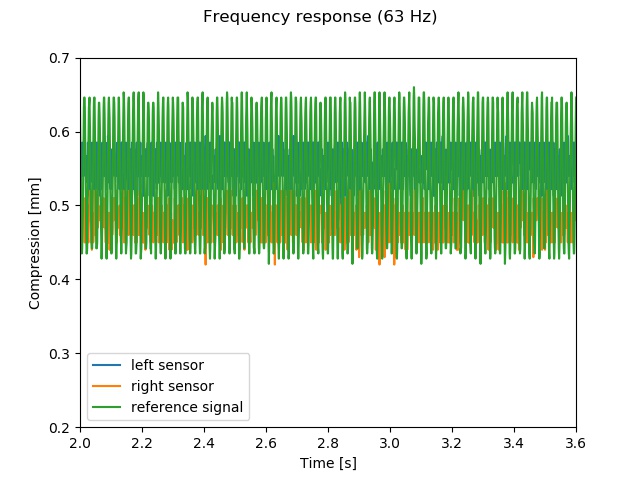 Frequency response (63 Hz)
Compression [mm]
0.7
0.6
0.5
0.4
0.3
0.2
left sensor
right sensor
reference signal
2.0 2.2 2.4 2.6 2.8 3.0 3.2 3.4 3.6
Time [s]